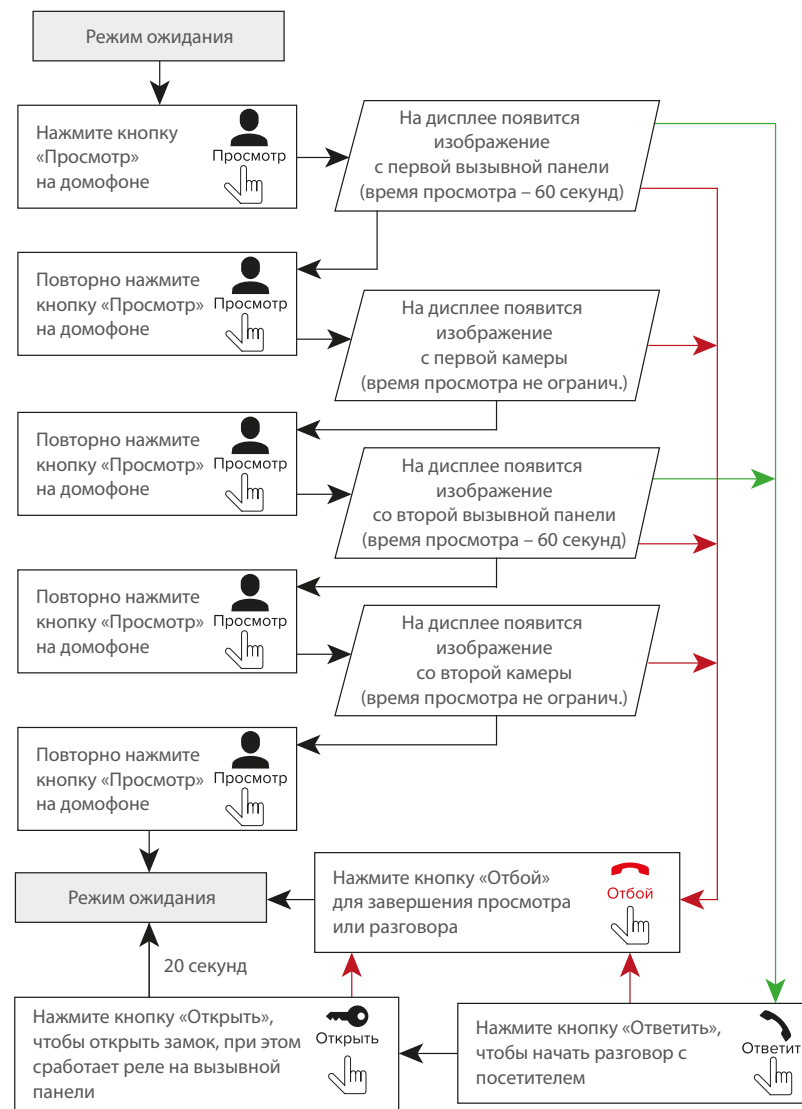 Режим ожидания
Нажмите кнопку
«Просмотр»
на домофоне
Просмотр
На дисплее появится
изображение
с первой вызывной панели
(время просмотра – 60 секунд)
Повторно нажмите
кнопку «Просмотр»
на домофоне
Просмотр
На дисплее появится
изображение
с первой камеры
(время просмотра не огранич.)
Повторно нажмите
кнопку «Просмотр»
на домофоне
Просмотр
На дисплее появится
изображение
со второй вызывной панели
(время просмотра – 60 секунд)
Повторно нажмите
кнопку «Просмотр»
на домофоне
Просмотр
На дисплее появится
изображение
со второй камеры
(время просмотра не огранич.)
Повторно нажмите
кнопку «Просмотр»
на домофоне
Просмотр
Режим ожидания
Нажмите кнопку «Отбой»
для завершения просмотра
или разговора
Отбой
20 секунд
Нажмите кнопку «Открыть»,
чтобы открыть замок, при этом
сработает реле на вызывной
панели
Открыть
Нажмите кнопку «Ответить»,
чтобы начать разговор с
посетителем
Ответит